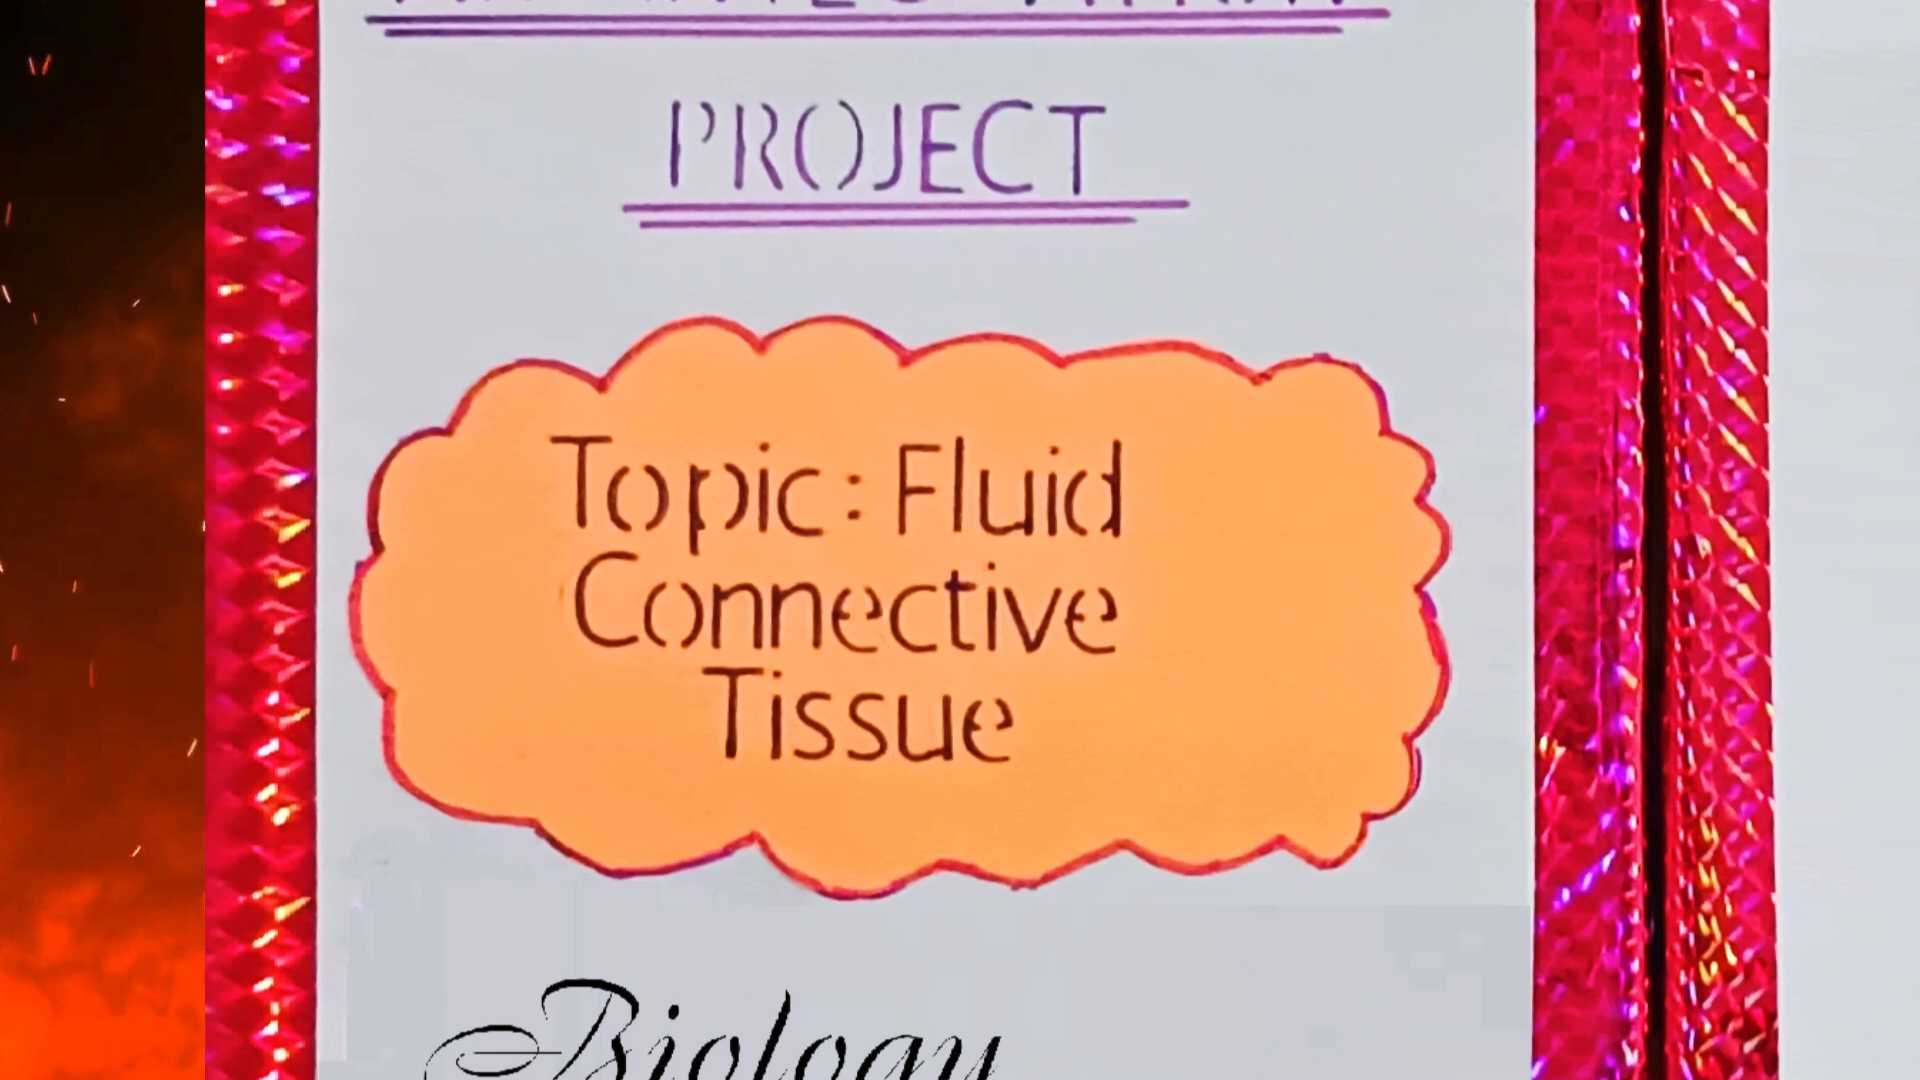 PROJECT
Topic: Fluid
Connective
Tissue
Biology